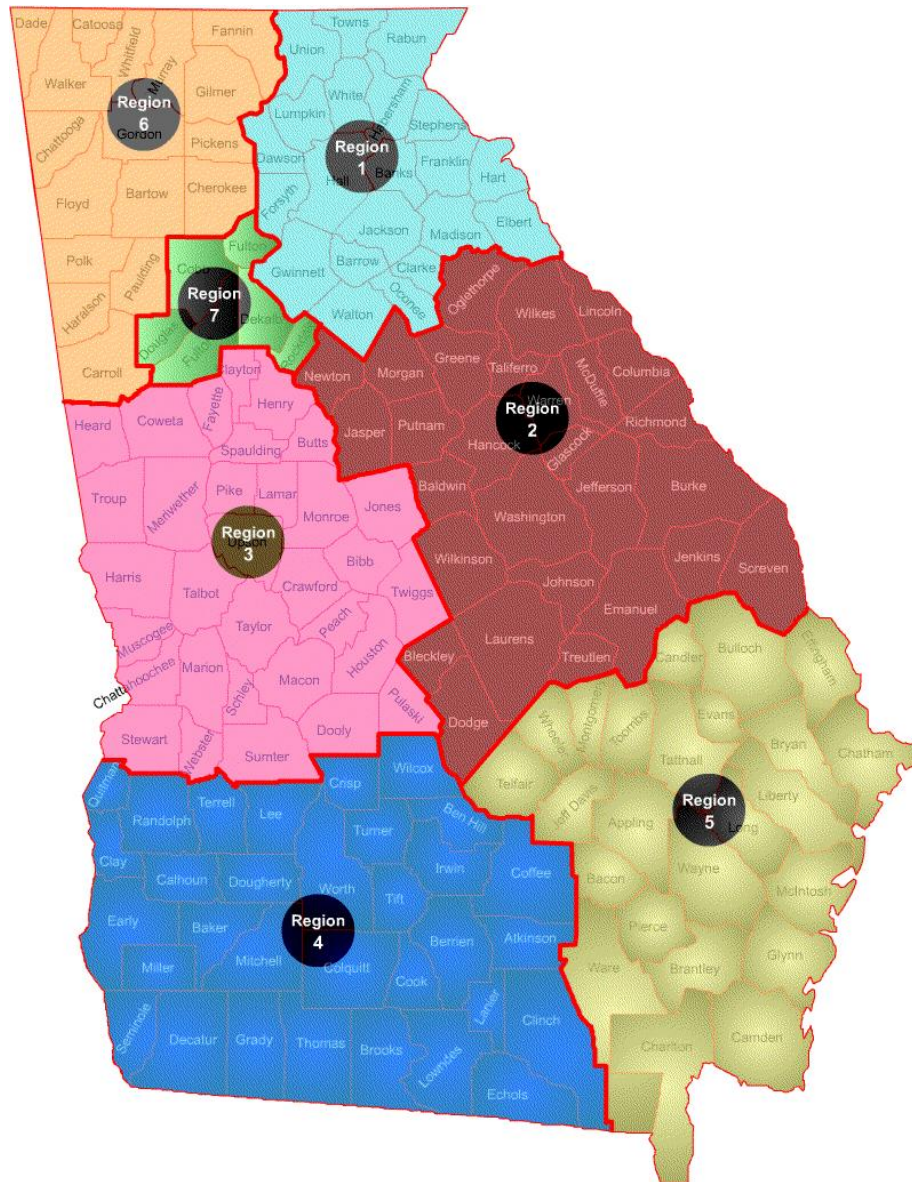 Dade
Catoosa
Whitfield
Murray
Fannin
Walker
Gilmer
Region
6
Gordon
Chattooga
Pickens
Floyd
Bartow
Cherokee
Polk
Paulding
Haralson
Carroll
Towns
Rabun
Union
White
Habersham
Lumpkin
Stephens
Region
1
Dawson
Hall
Banks
Franklin
Hart
Forsyth
Jackson
Madison
Elbert
Gwinnett
Barrow
Clarke
Oconee
Walton
Fulton
Cobb
Region
7
Dekalb
Douglas
Fulton
Rockdale
Oglethorpe
Wilkes
Lincoln
Greene
Taliferro
McDuffie
Columbia
Newton
Morgan
Warren
Region
2
Jasper
Putnam
Hancock
Glascock
Richmond
Baldwin
Jefferson
Burke
Washington
Wilkinson
Jenkins
Screven
Johnson
Emanuel
Laurens
Treutlen
Bleckley
Dodge
Clayton
Heard
Coweta
Fayette
Henry
Spaulding
Butts
Troup
Meriwether
Pike
Lamar
Monroe
Jones
Region
3
Upson
Bibb
Harris
Talbot
Crawford
Twiggs
Taylor
Peach
Muscogee
Houston
Chattahoochee
Marion
Schley
Macon
Pulaski
Dooly
Stewart
Webster
Sumter
Candler
Bulloch
Effingham
Wheeler
Montgomery
Toombs
Evans
Bryan
Chatham
Tattnall
Telfair
Jeff Davis
Liberty
Region
5
Long
Appling
Wayne
McIntosh
Bacon
Pierce
Glynn
Ware
Brantley
Charlton
Camden
Quitman
Crisp
Wilcox
Randolph
Terrell
Lee
Turner
Ben Hill
Clay
Calhoun
Dougherty
Worth
Irwin
Coffee
Tift
Early
Baker
Region
4
Berrien
Atkinson
Miller
Mitchell
Colquitt
Cook
Lanier
Clinch
Seminole
Decatur
Grady
Thomas
Brooks
Lowndes
Echols